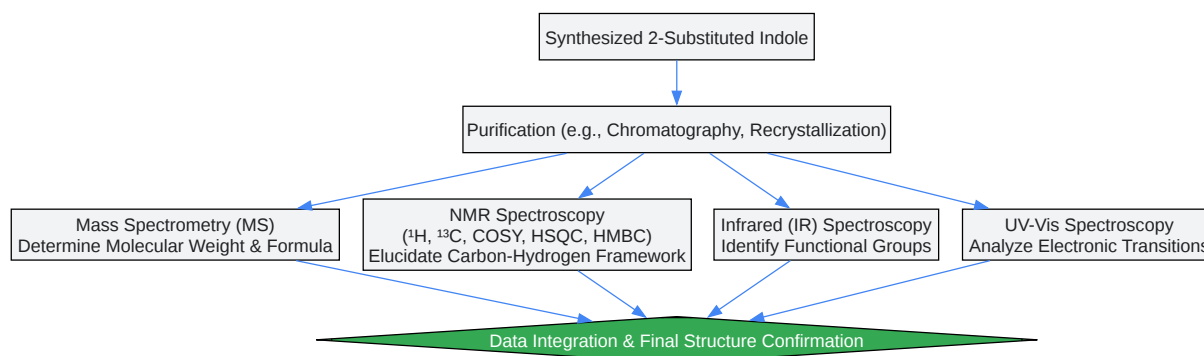 Synthesized 2-Substituted Indole
Purification (e.g., Chromatography, Recrystallization)
Mass Spectrometry (MS)
Determine Molecular Weight & Formula
NMR Spectroscopy
(¹H, ¹³C, COSY, HSQC, HMBC)
Elucidate Carbon-Hydrogen Framework
Infrared (IR) Spectroscopy
Identify Functional Groups
UV-Vis Spectroscopy
Analyze Electronic Transitions
Data Integration & Final Structure Confirmation